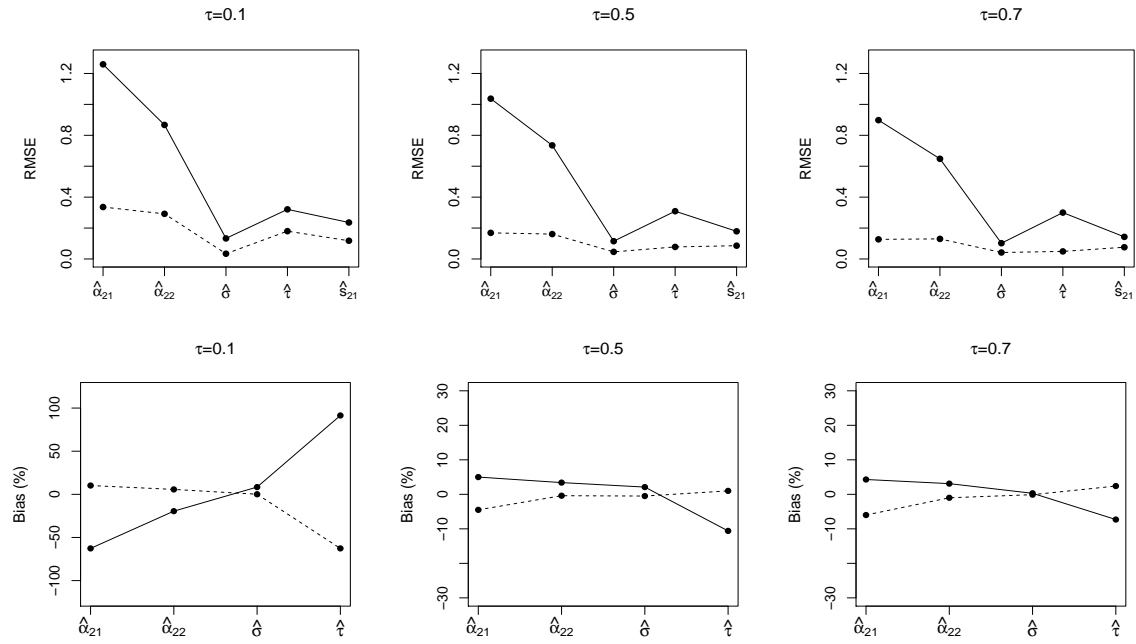 τ=0.1
RMSE
0.0 0.4 0.8 1.2
α̂21 α̂22 σ̂ τ̂ ŝ21
τ=0.5
RMSE
0.0 0.4 0.8 1.2
α̂21 α̂22 σ̂ τ̂ ŝ21
τ=0.7
RMSE
0.0 0.4 0.8 1.2
α̂21 α̂22 σ̂ τ̂ ŝ21
τ=0.1
Bias (%)
−100 −50 0 50 100
α̂21 α̂22 σ̂ τ̂
τ=0.5
Bias (%)
−30 −10 0 10 20 30
α̂21 α̂22 σ̂ τ̂
τ=0.7
Bias (%)
−30 −10 0 10 20 30
α̂21 α̂22 σ̂ τ̂